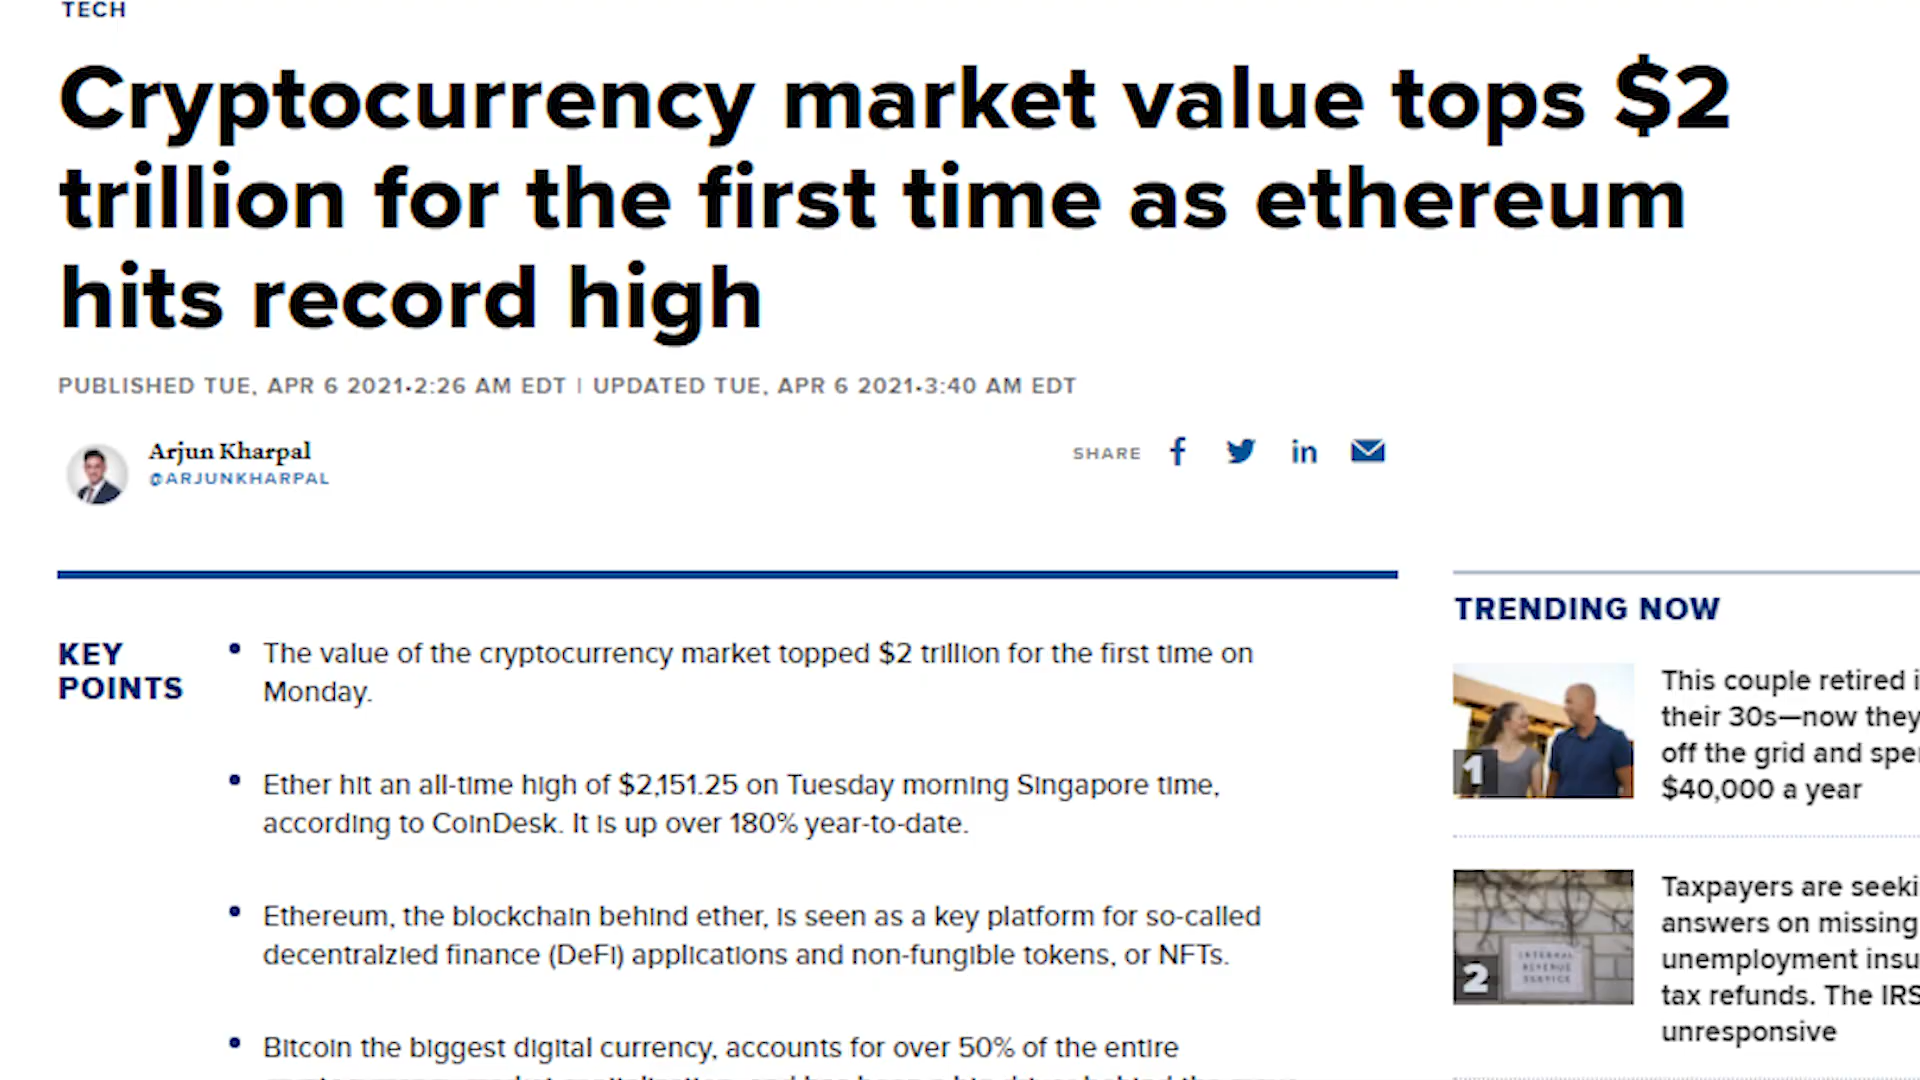 TECH
Cryptocurrency market value tops $2
trillion for the first time as ethereum
hits record high
PUBLISHED TUE, APR 6 2021•2:26 AM EDT | UPDATED TUE, APR 6 2021•3:40 AM EDT
Arjun Kharpal
@ARJUNKHARPAL
SHARE
KEY
POINTS
The value of the cryptocurrency market topped $2 trillion for the first time on
Monday.
Ether hit an all-time high of $2,151.25 on Tuesday morning Singapore time,
according to CoinDesk. It is up over 180% year-to-date.
Ethereum, the blockchain behind ether, is seen as a key platform for so-called
decentralzied finance (DeFi) applications and non-fungible tokens, or NFTs.
Bitcoin the biggest digital currency, accounts for over 50% of the entire
TRENDING NOW
1
This couple retired i
their 30s—now they
off the grid and spe
$40,000 a year
2
INTERNAL
REVENUE
SERVICE
Taxpayers are seeki
answers on missing
unemployment insu
tax refunds. The IRS
unresponsive